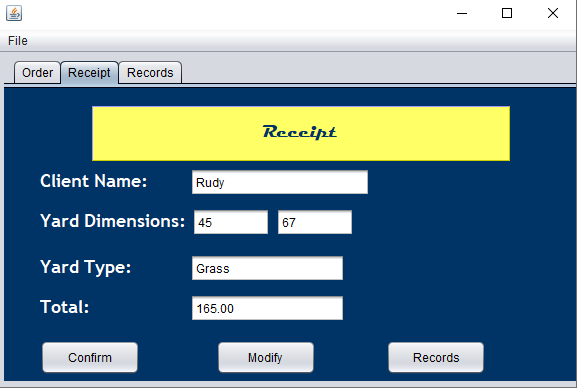 File
Order Receipt Records
Receipt
Client Name: Rudy
Yard Dimensions: 45 67
Yard Type: Grass
Total: 165.00
Confirm Modify Records